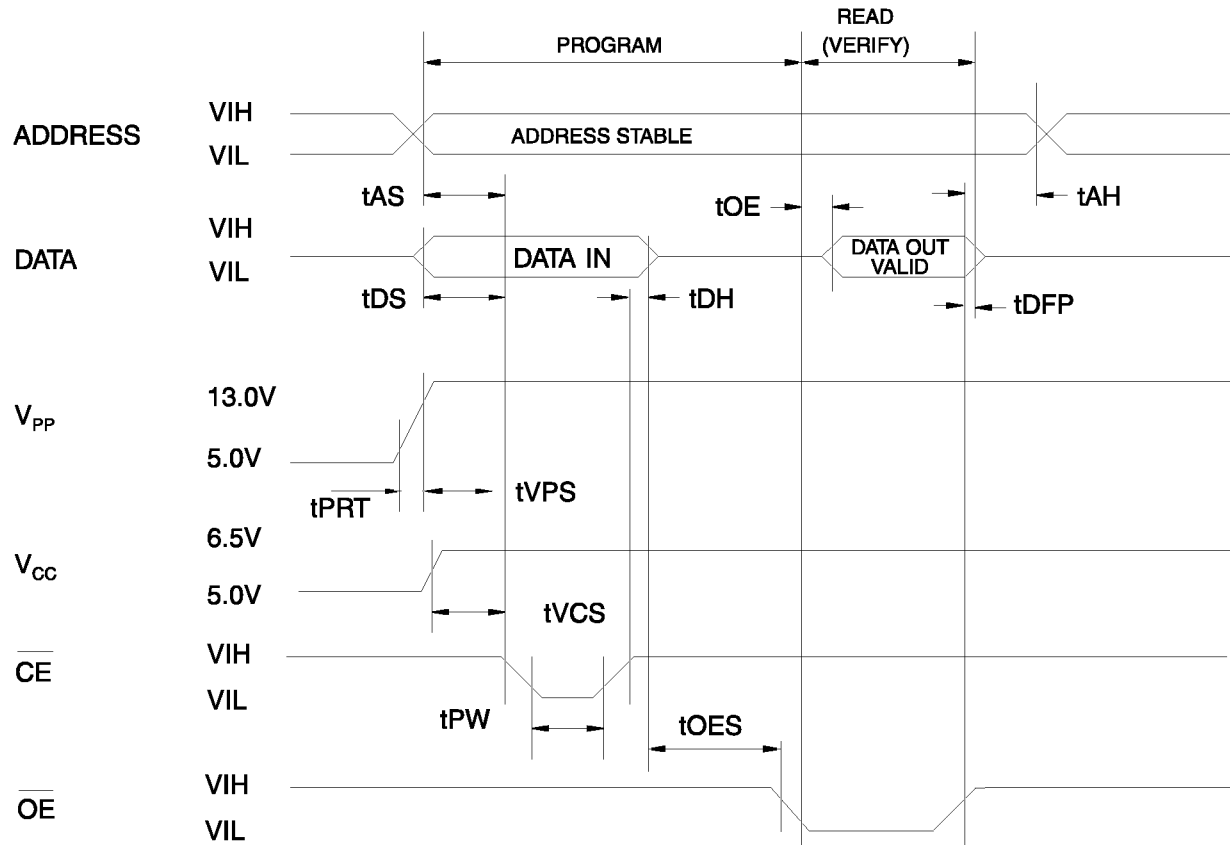 READ
PROGRAM (VERIFY)
VIH
ADDRESS ADDRESS STABLE
VIL
tAS tOE tAH
VIH
DATA DATA IN DATA OUT
VIL VALID
tDS tDH tDFP
13.0V
VPP
5.0V
tPRT tVPS
6.5V
VCC
5.0V
tVCS
VIH
CE
VIL
tPW tOES
VIH
OE
VIL